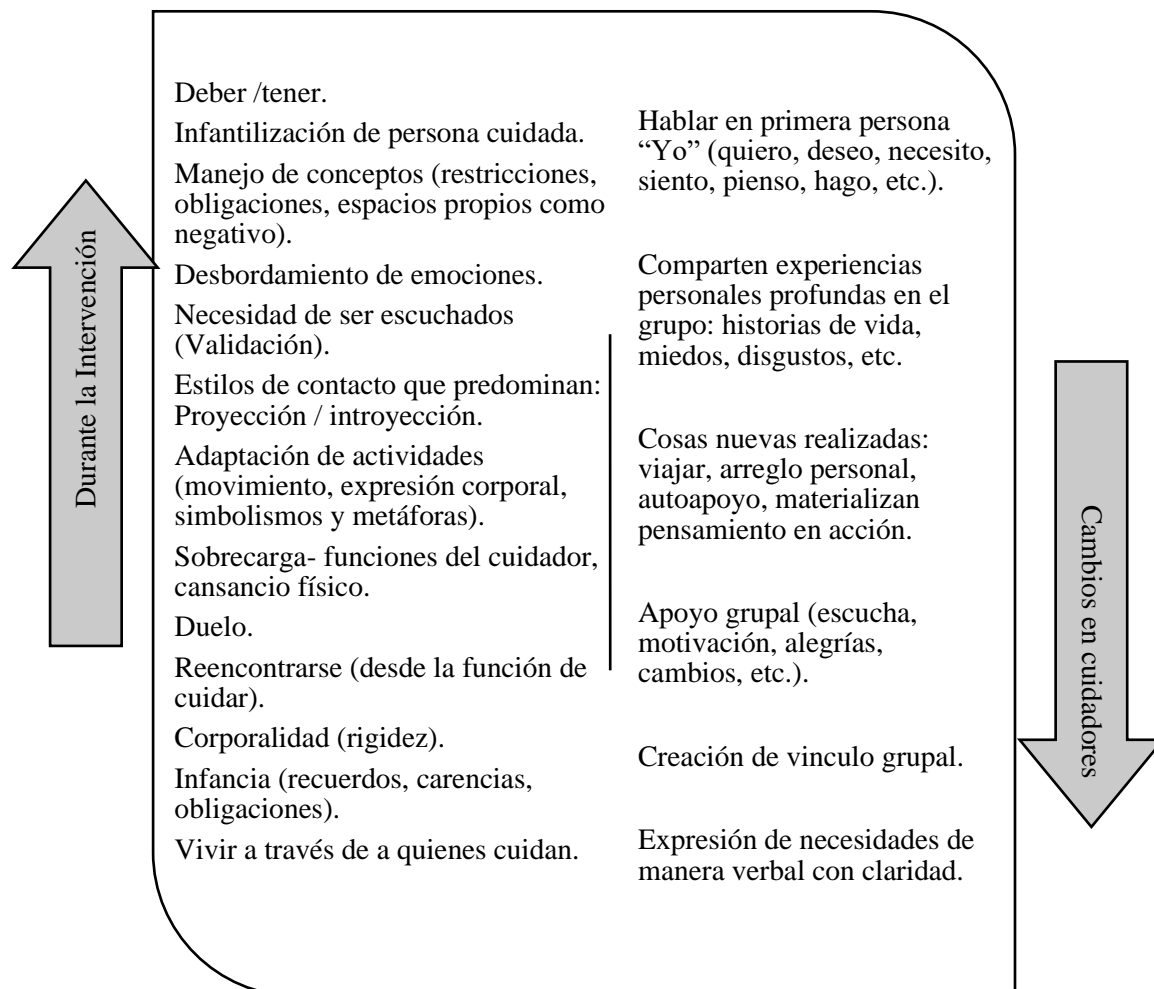 Durante la Intervención
Deber /tener.
Infantilización de persona cuidada.
Manejo de conceptos (restricciones,
obligaciones, espacios propios como
negativo).
Desbordamiento de emociones.
Necesidad de ser escuchados
(Validación).
Estilos de contacto que predominan:
Proyección / introyección.
Adaptación de actividades
(movimiento, expresión corporal,
simbolismos y metáforas).
Sobrecarga- funciones del cuidador,
cansancio físico.
Duelo.
Reencontrarse (desde la función de
cuidar).
Corporalidad (rigidez).
Infancia (recuerdos, carencias,
obligaciones).
Vivir a través de a quienes cuidan.
Hablar en primera persona
“Yo” (quiero, deseo, necesito,
siento, pienso, hago, etc.).
Comparten experiencias
personales profundas en el
grupo: historias de vida,
miedos, disgustos, etc.
Cosas nuevas realizadas:
viajar, arreglo personal,
autoapoyo, materializan
pensamiento en acción.
Apoyo grupal (escucha,
motivación, alegrías,
cambios, etc.).
Creación de vinculo grupal.
Expresión de necesidades de
manera verbal con claridad.
Cambios en cuidadores